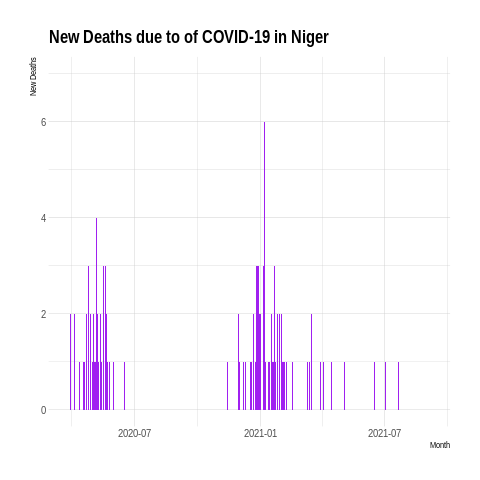 New Deaths due to of COVID-19 in Niger
New Deaths
6
4
2
0
2020-07
2021-01
2021-07
Month